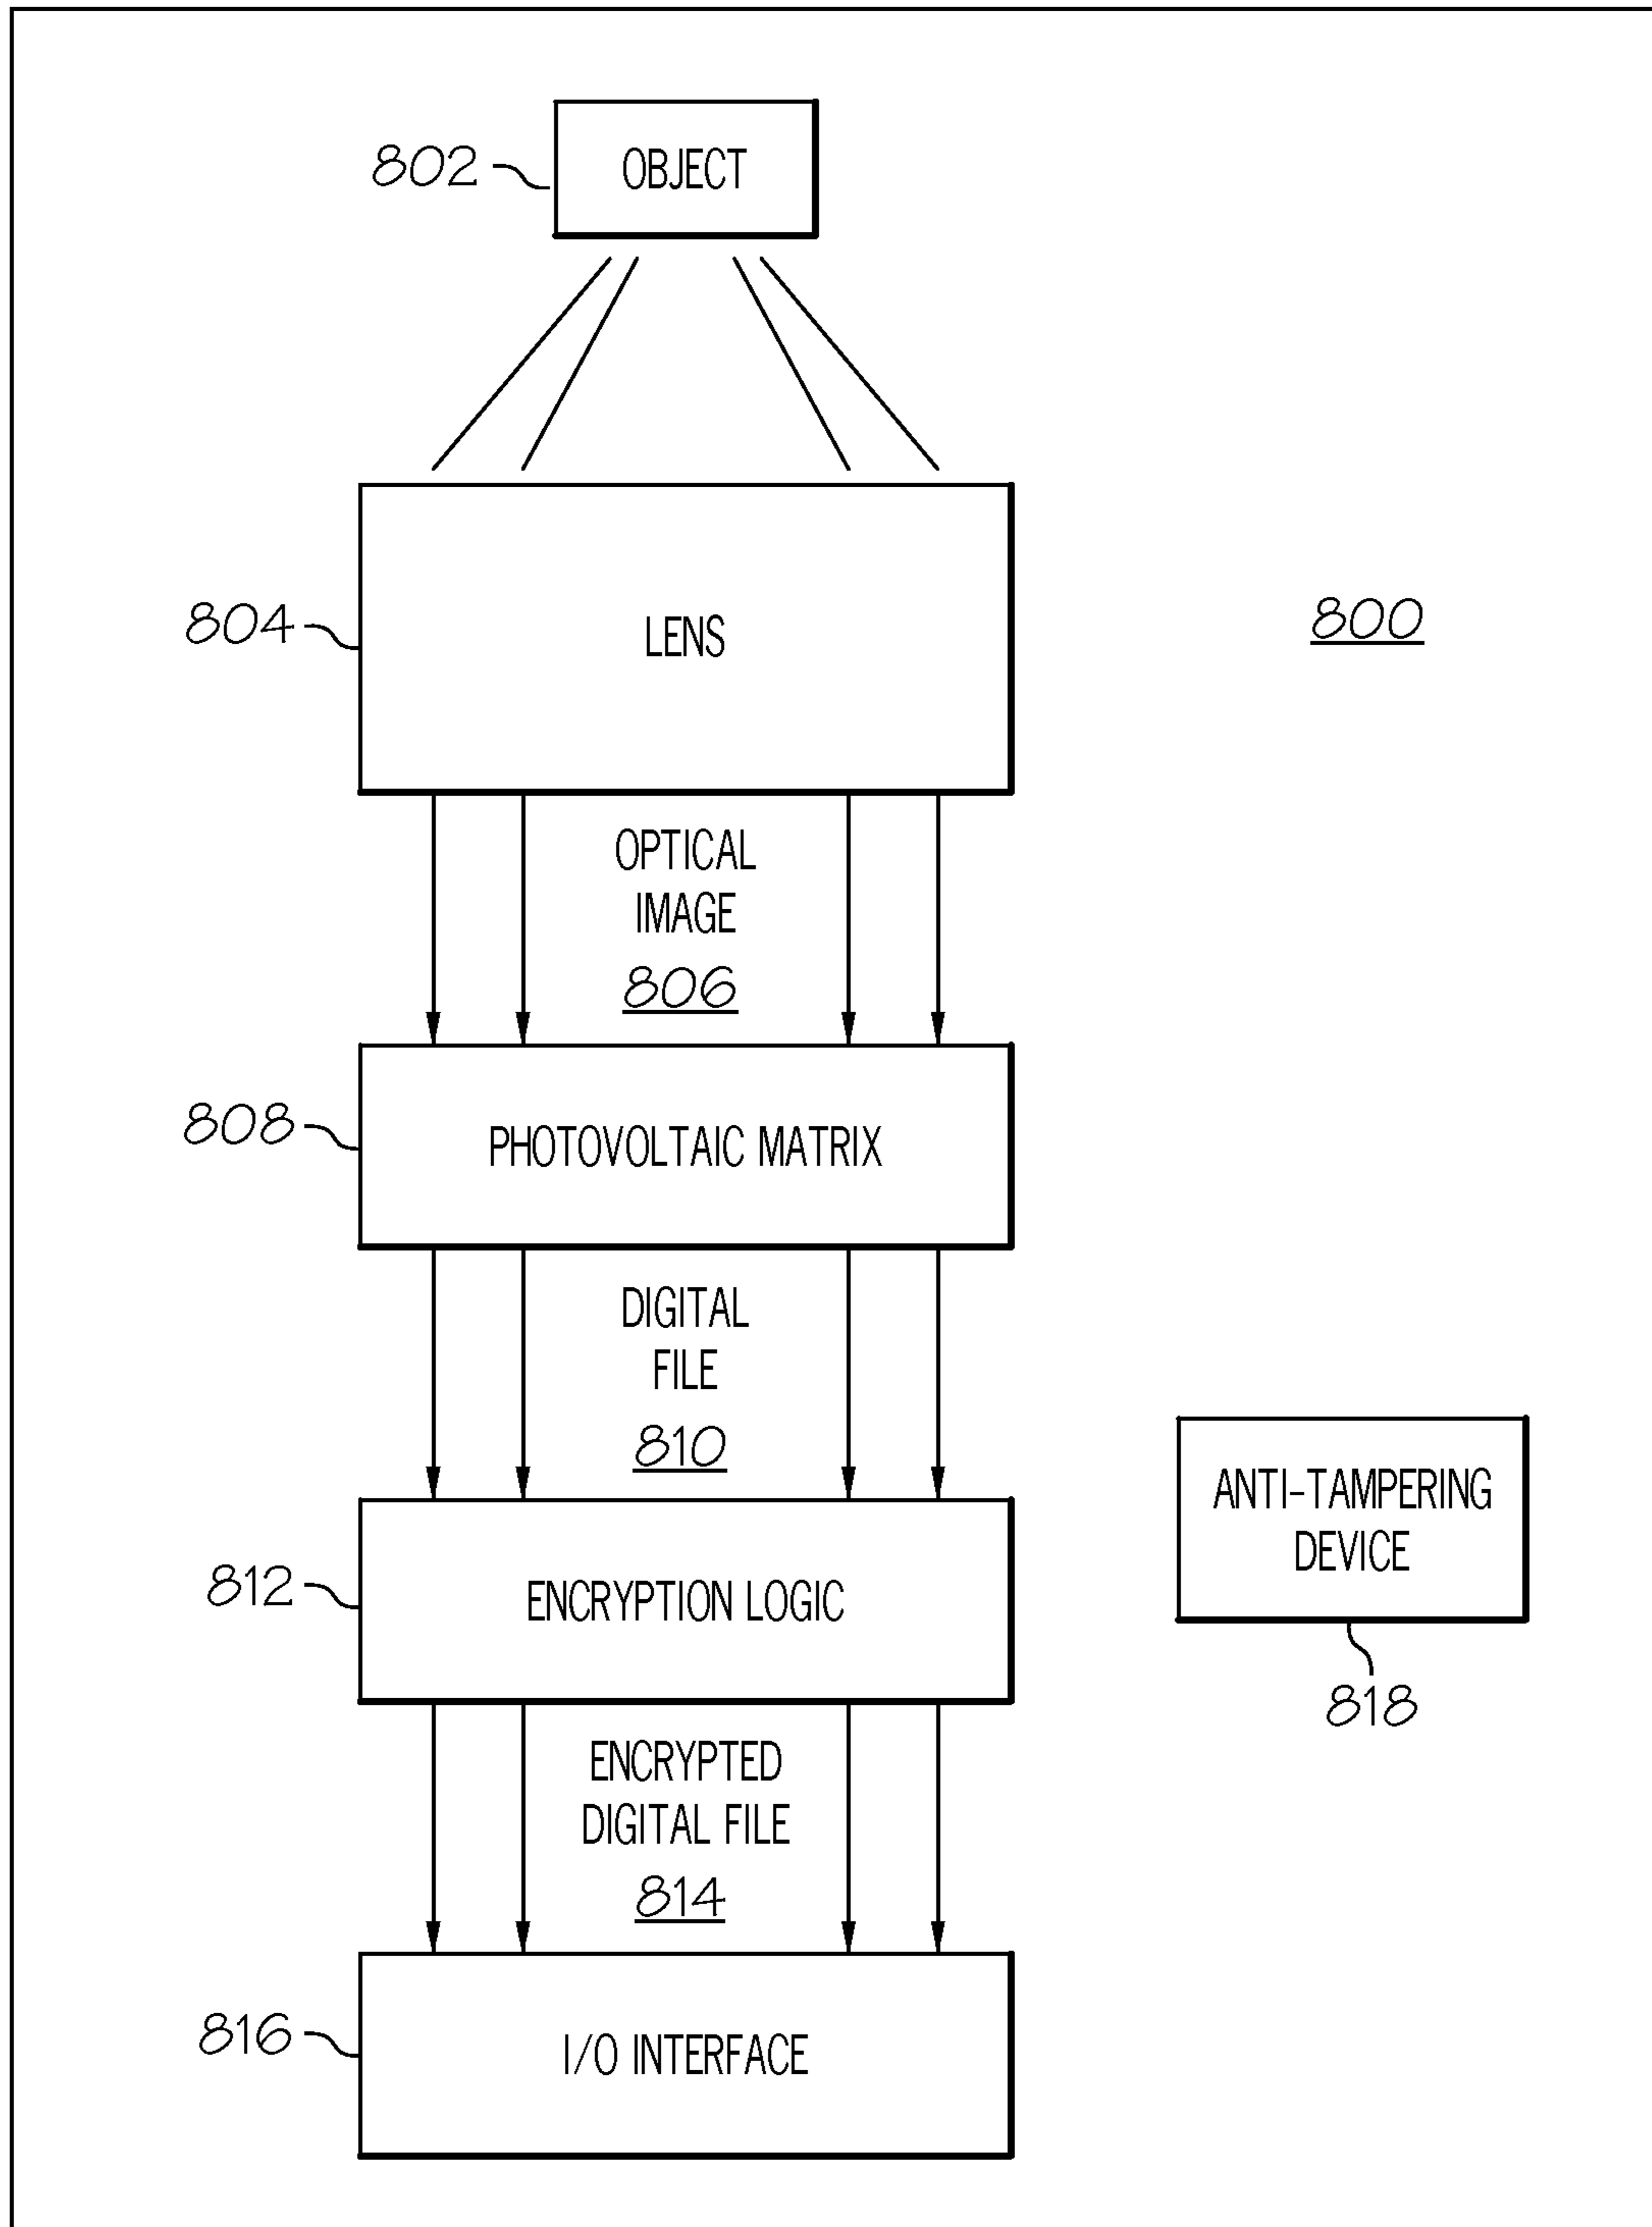 802
OBJECT
804
LENS
800
OPTICAL
IMAGE
806
808
PHOTOVOLTAIC MATRIX
DIGITAL
FILE
810
812
ENCRYPTION LOGIC
ANTI-TAMPERING
DEVICE
818
ENCRYPTED
DIGITAL FILE
814
816
I/O INTERFACE